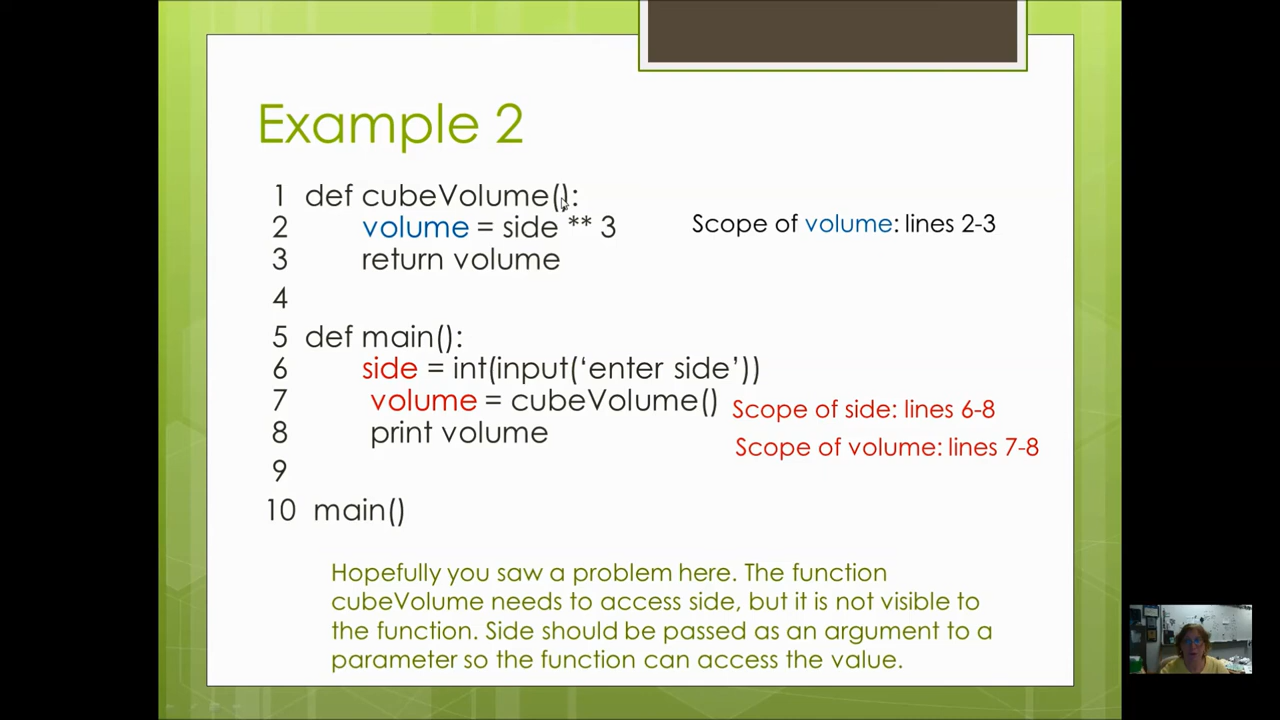 Example 2
1 def cubeVolume():
2 volume = side ** 3
Scope of volume: lines 2-3
3 return volume
4
5 def main():
6 side = int(input(‘enter side’))
7 volume = cubeVolume()
Scope of side: lines 6-8
8 print volume
Scope of volume: lines 7-8
9
10 main()
Hopefully you saw a problem here. The function
cubeVolume needs to access side, but it is not visible to
the function. Side should be passed as an argument to a
parameter so the function can access the value.